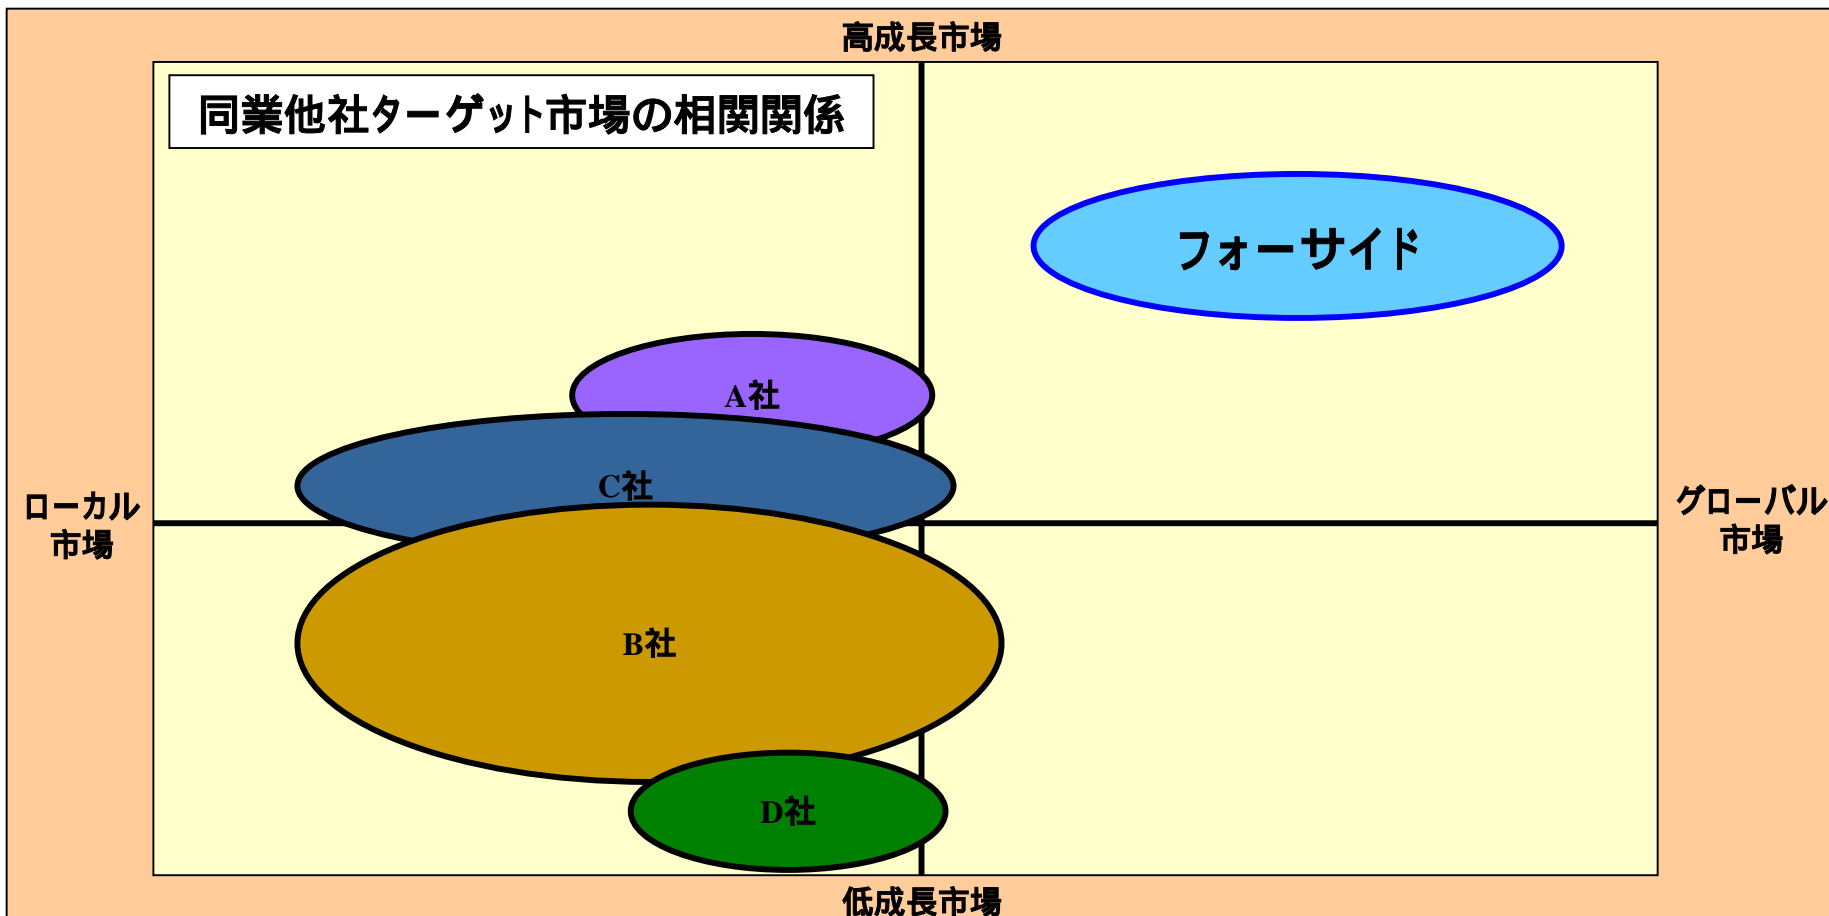 高成長市場
同業他社ターゲット市場の相関関係
フォーサイド
A社
C社
ローカル
市場
グローバル
市場
B社
D社
低成長市場